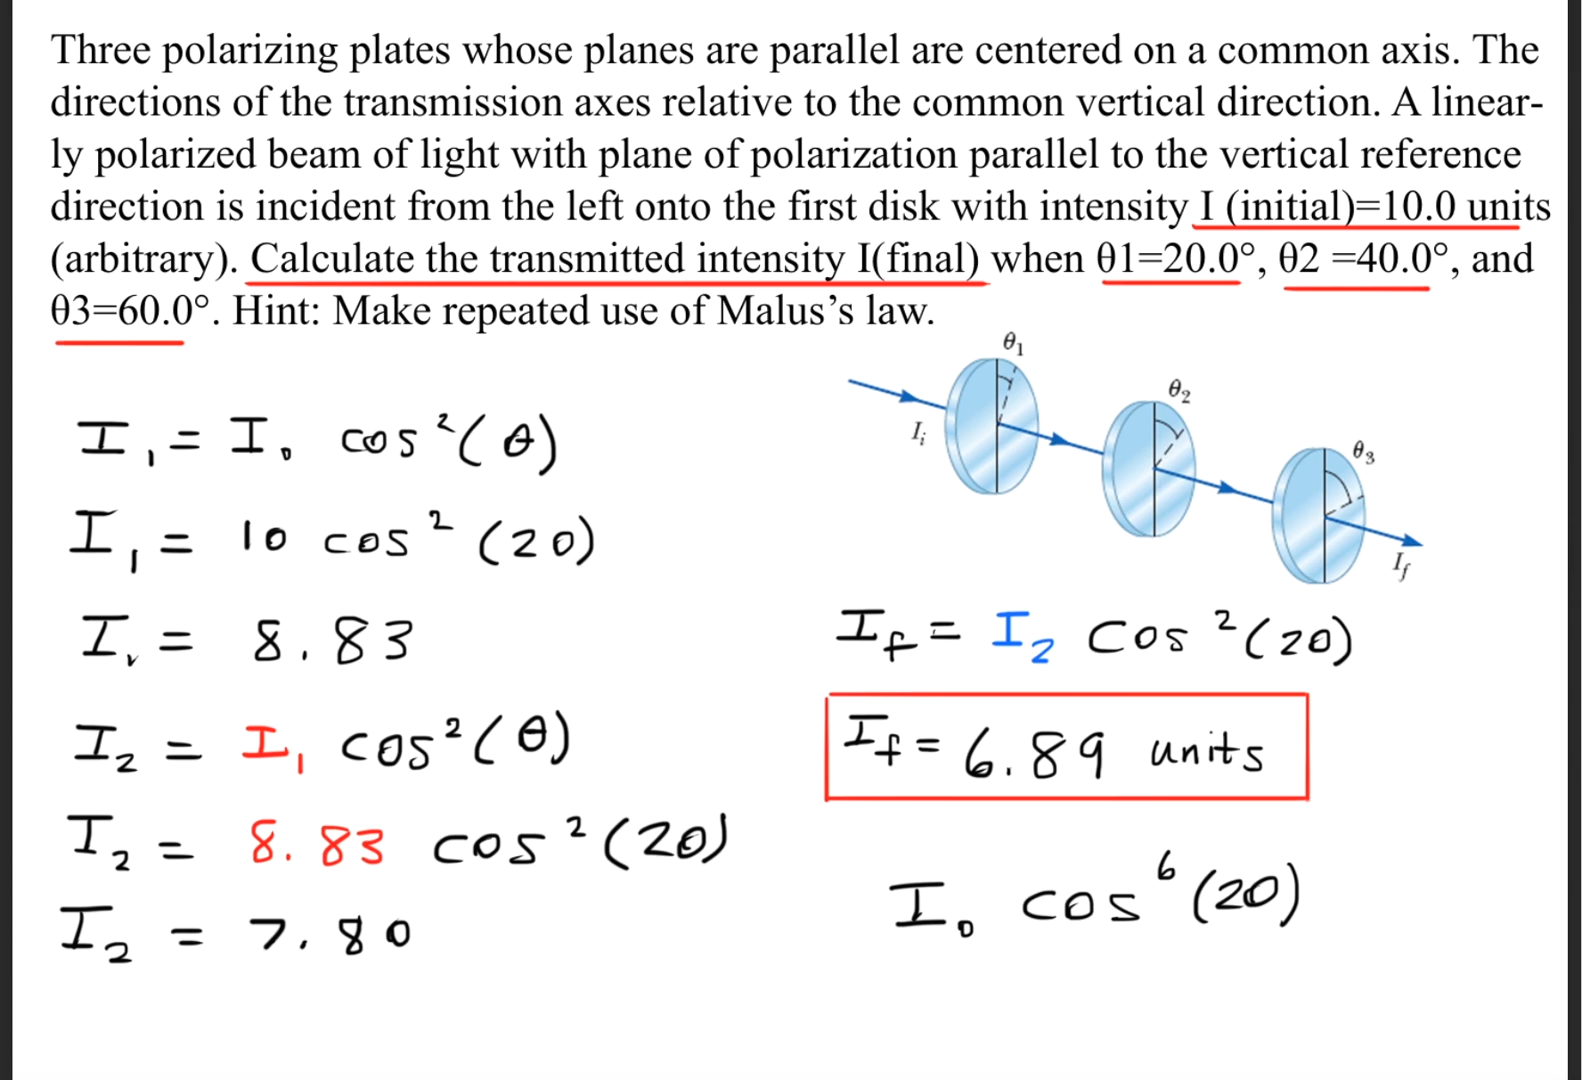 Three polarizing plates whose planes are parallel are centered on a common axis. The
directions of the transmission axes relative to the common vertical direction. A linear-
ly polarized beam of light with plane of polarization parallel to the vertical reference
direction is incident from the left onto the first disk with intensity I (initial)=10.0 units
(arbitrary). Calculate the transmitted intensity I(final) when θ1=20.0°, θ2 =40.0°, and
θ3=60.0°. Hint: Make repeated use of Malus’s law.
I₁ = I₀ cos²(θ)
I₁ = 10 cos²(20)
I₁ = 8.83
I₂ = I₁ cos²(θ)
I₂ = 8.83 cos²(20)
I₂ = 7.80
θ₁
θ₂
θ₃
Iᵢ
I_f
I_f = I₂ cos²(20)
I_f = 6.89 units
I₀ cos⁶(20)